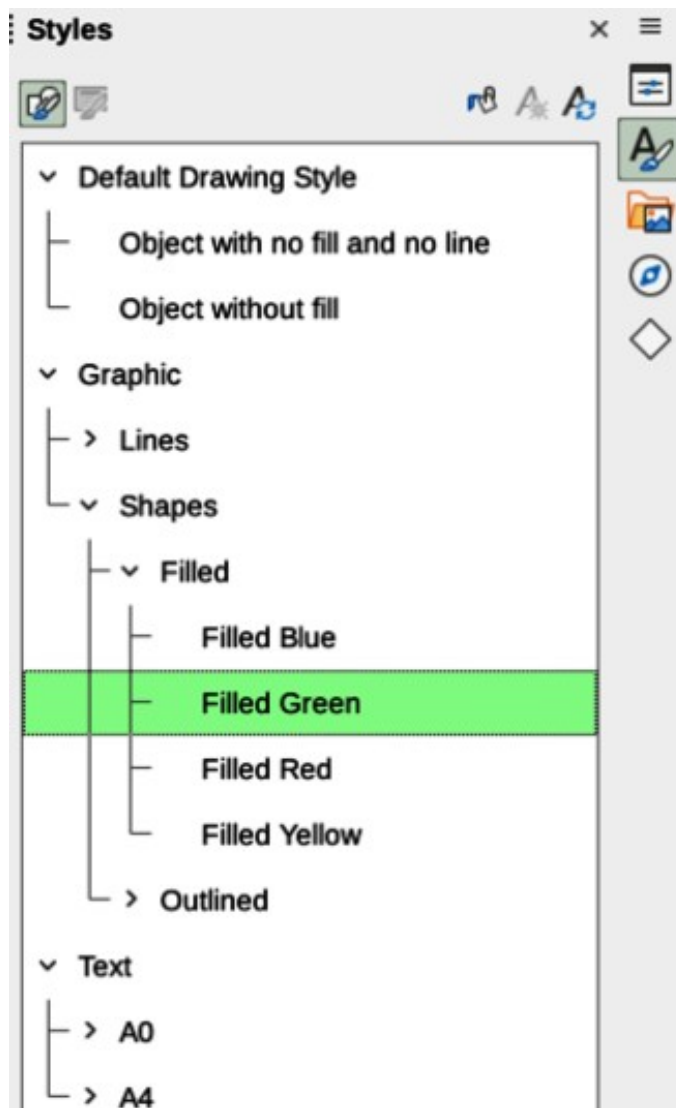 Styles
Default Drawing Style
Object with no fill and no line
Object without fill
Graphic
Lines
Shapes
Filled
Filled Blue
Filled Green
Filled Red
Filled Yellow
Outlined
Text
A0
A4